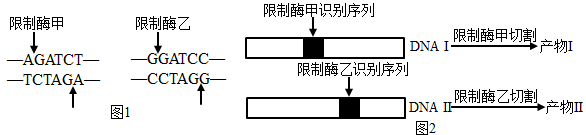 限制酶甲
—AGATCT—
—TCTAGA—
限制酶乙
—GGATCC—
—CCTAGG—
图1
限制酶甲识别序列
DNA I
限制酶甲切割
产物I
限制酶乙识别序列
DNA II
限制酶乙切割
产物II
图2